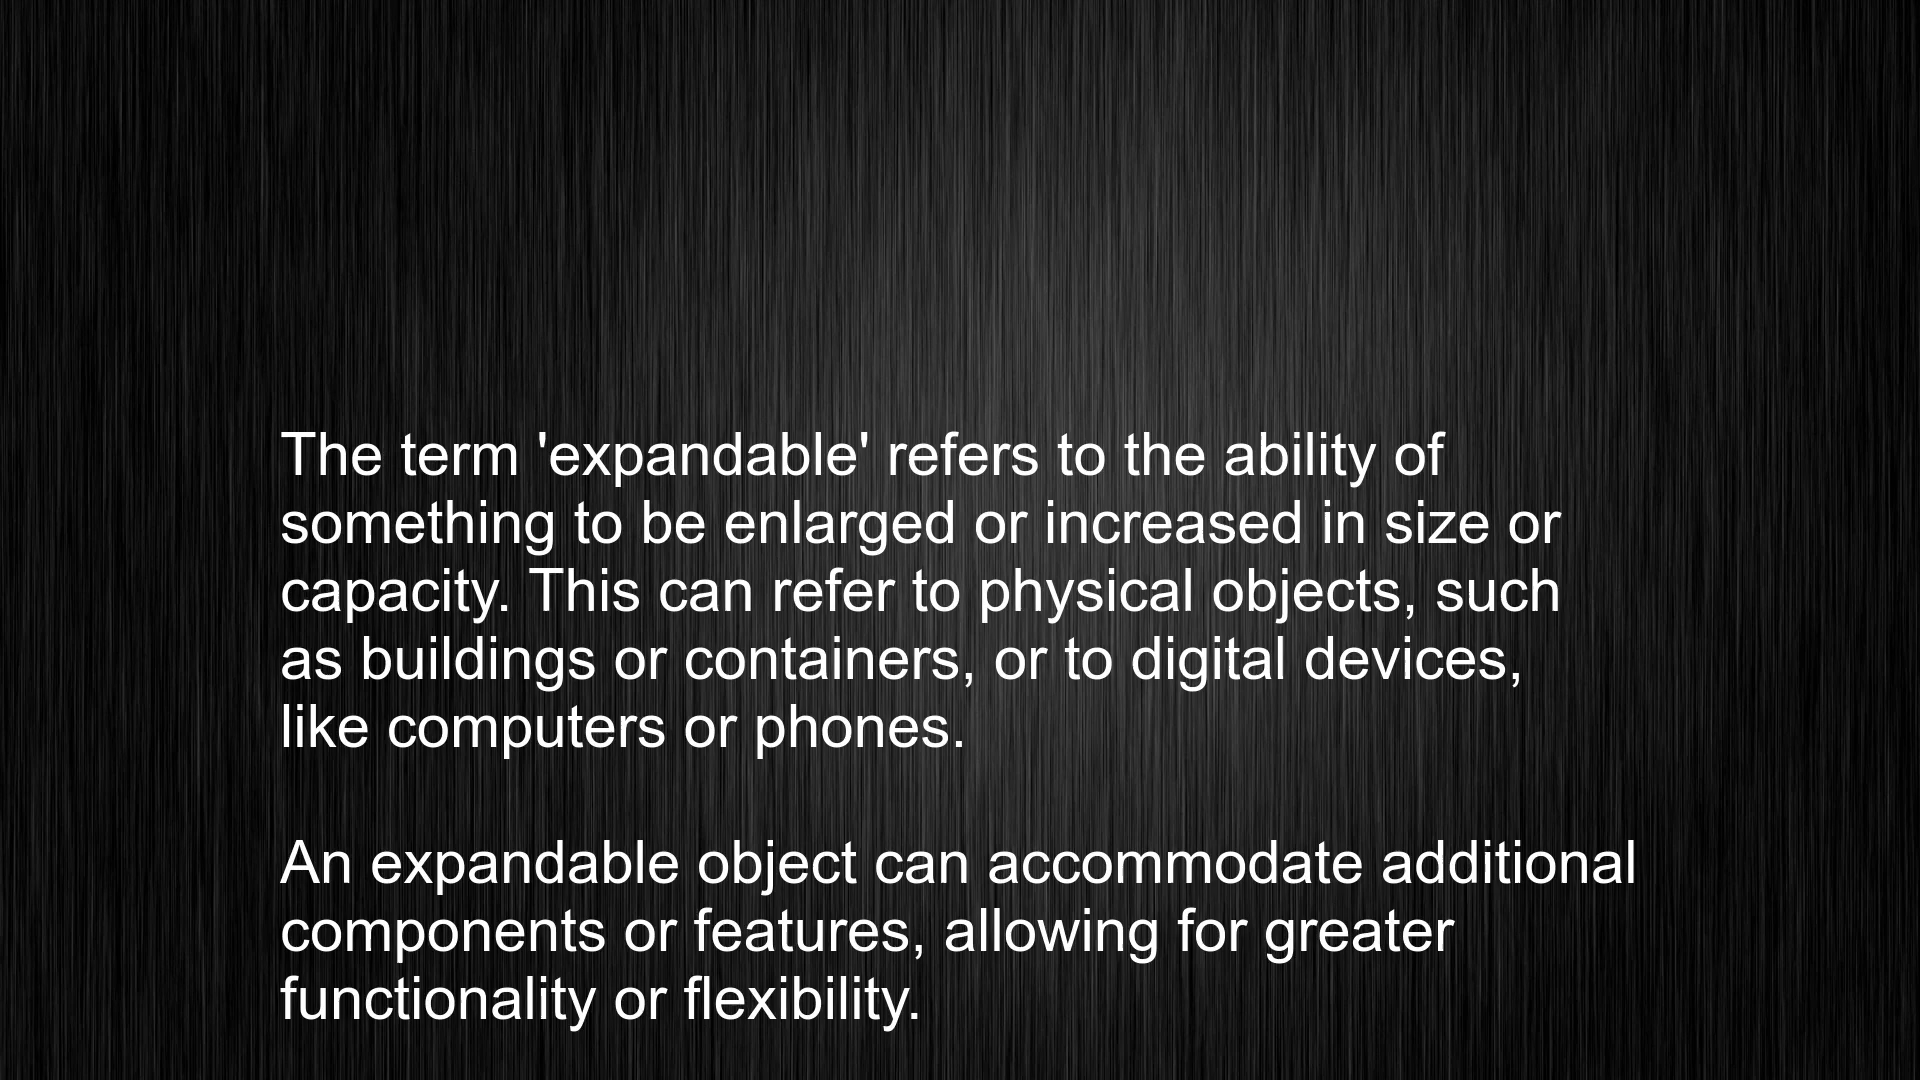 The term 'expandable' refers to the ability of
something to be enlarged or increased in size or
capacity. This can refer to physical objects, such
as buildings or containers, or to digital devices,
like computers or phones.
An expandable object can accommodate additional
components or features, allowing for greater
functionality or flexibility.